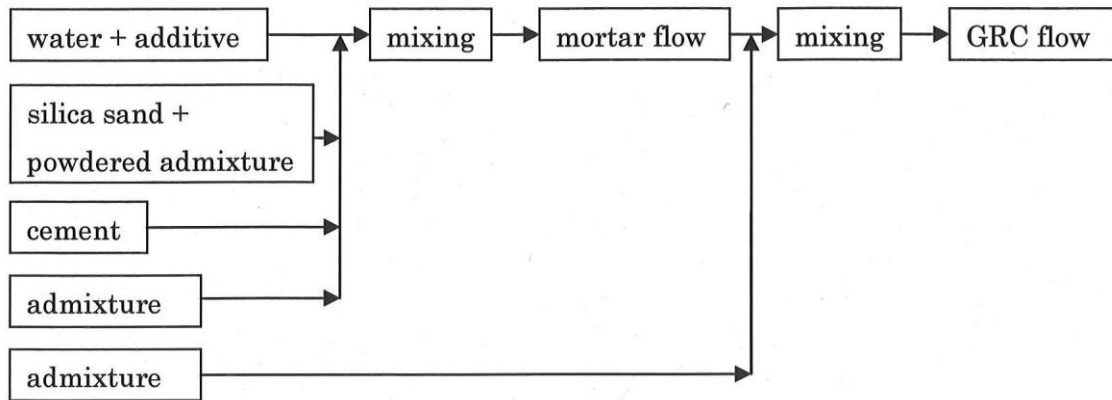 water + additive
mixing
mortar flow
mixing
GRC flow
silica sand +
powdered admixture
cement
admixture
admixture